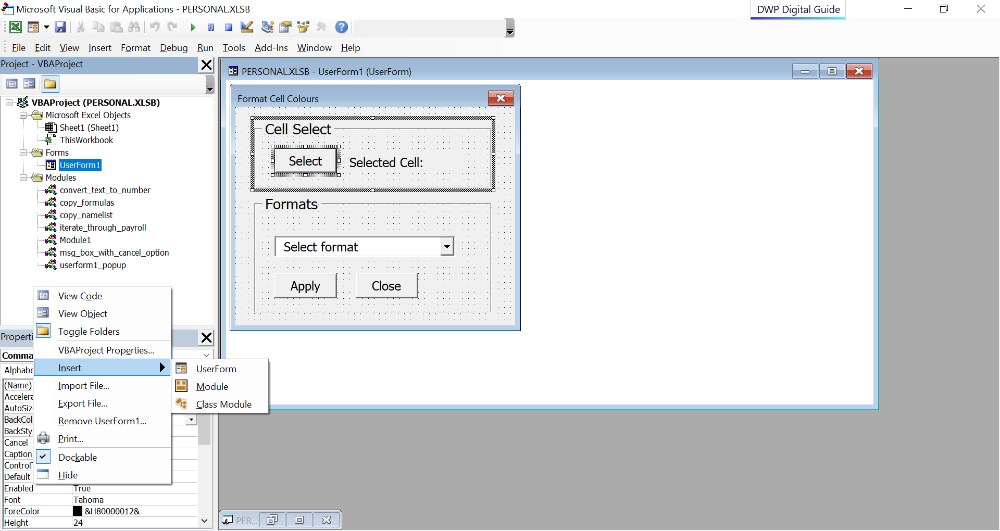 Microsoft Visual Basic for Applications - PERSONAL.XLSB
DWP Digital Guide
File Edit View Insert Format Debug Run Tools Add-Ins Window Help
Project - VBAProject
VBAProject (PERSONAL.XLSB)
Microsoft Excel Objects
Sheet1 (Sheet1)
ThisWorkbook
Forms
UserForm1
Modules
convert_text_to_number
copy_formulas
copy_namelist
iterate_through_payroll
Module1
msg_box_with_cancel_option
userform1_popup
View Code
View Object
Toggle Folders
VBAProject Properties...
Insert
Import File...
Export File...
Remove UserForm1...
Print...
Dockable
Hide
UserForm
Module
Class Module
Properti
Comma
Alphabe
(Name)
Accelera
AutoSiz
BackCol
BackSty
Cancel
Caption
ControlT
Default
Enabled True
Font Tahoma
ForeColor &H80000012&
Height 24
PERSONAL.XLSB - UserForm1 (UserForm)
Format Cell Colours
Cell Select
Select
Selected Cell:
Formats
Select format
Apply
Close
PER...